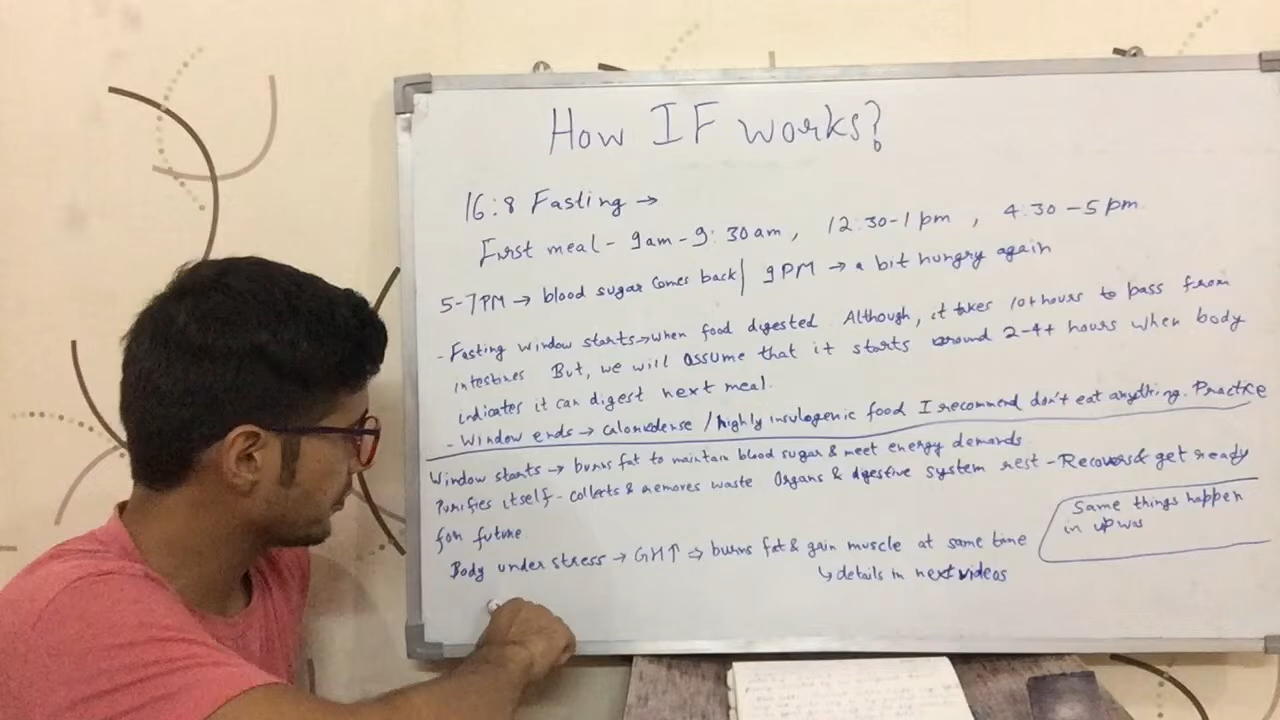 How IF works?
16:8 Fasting →
First meal - 9am - 9:30am, 12:30-1pm, 4:30-5pm
5-7PM → blood sugar comes back/ 9PM → a bit hungry again
- Fasting window starts → when food digested. Although, it takes 10+ hours to pass from
intestines But, we will assume that it starts around 2-4+ hours when body
indicates it can digest next meal.
- Window ends → caloriedense / highly insulogenic food I recommend don't eat anything. Practice
Window starts → burns fat to maintain blood sugar & meet energy demands
Purifies itself - collects & removes waste Organs & digestive system rest - Recovers & get ready
for future
Same things happen
in upwas
Body under stress → GH↑ ⇒ burns fat & gain muscle at same time
↳ details in next videos